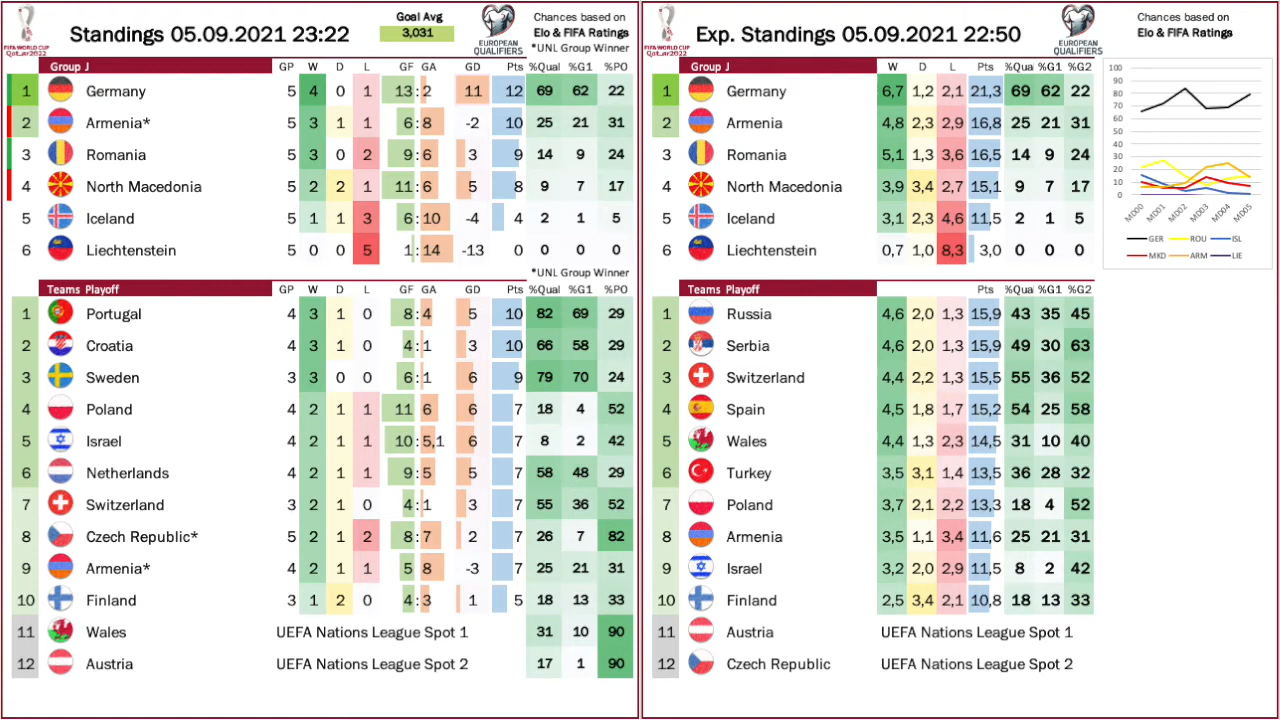 FIFA WORLD CUP
Qatar2022
Standings 05.09.2021 23:22
Goal Avg
3,031
EUROPEAN
QUALIFIERS
Chances based on
Elo & FIFA Ratings
*UNL Group Winner
Group J GP W D L GF GA GD Pts %Qual %G1 %PO
1 Germany 5 4 0 1 13:2 11 12 69 62 22
2 Armenia* 5 3 1 1 6:8 -2 10 25 21 31
3 Romania 5 3 0 2 9:6 3 9 14 9 24
4 North Macedonia 5 2 2 1 11:6 5 8 9 7 17
5 Iceland 5 1 1 3 6:10 -4 4 2 1 5
6 Liechtenstein 5 0 0 5 1:14 -13 0 0 0 0
*UNL Group Winner
Teams Playoff GP W D L GF GA GD Pts %Qual %G1 %PO
1 Portugal 4 3 1 0 8:4 5 10 82 69 29
2 Croatia 4 3 1 0 4:1 3 10 66 58 29
3 Sweden 3 3 0 0 6:1 6 9 79 70 24
4 Poland 4 2 1 1 11 6 6 7 18 4 52
5 Israel 4 2 1 1 10:5,1 6 7 8 2 42
6 Netherlands 4 2 1 1 9:5 5 7 58 48 29
7 Switzerland 3 2 1 0 4:1 3 7 55 36 52
8 Czech Republic* 5 2 1 2 8:7 2 7 26 7 82
9 Armenia* 4 2 1 1 5 8 -3 7 25 21 31
10 Finland 3 1 2 0 4:3 1 5 18 13 33
11 Wales UEFA Nations League Spot 1 31 10 90
12 Austria UEFA Nations League Spot 2 17 1 90
FIFA WORLD CUP
Qatar2022
Exp. Standings 05.09.2021 22:50
EUROPEAN
QUALIFIERS
Chances based on
Elo & FIFA Ratings
Group J W D L Pts %Qua %G1 %G2
1 Germany 6,7 1,2 2,1 21,3 69 62 22
2 Armenia 4,8 2,3 2,9 16,8 25 21 31
3 Romania 5,1 1,3 3,6 16,5 14 9 24
4 North Macedonia 3,9 3,4 2,7 15,1 9 7 17
5 Iceland 3,1 2,3 4,6 11,5 2 1 5
6 Liechtenstein 0,7 1,0 8,3 3,0 0 0 0
100
90
80
70
60
50
40
30
20
10
0
MD00 MD01 MD02 MD03 MD04 MD05
GER ROU ISL
MKD ARM LIE
Teams Playoff Pts %Qua %G1 %G2
1 Russia 4,6 2,0 1,3 15,9 43 35 45
2 Serbia 4,6 2,0 1,3 15,9 49 30 63
3 Switzerland 4,4 2,2 1,3 15,5 55 36 52
4 Spain 4,5 1,8 1,7 15,2 54 25 58
5 Wales 4,4 1,3 2,3 14,5 31 10 40
6 Turkey 3,5 3,1 1,4 13,5 36 28 32
7 Poland 3,7 2,1 2,2 13,3 18 4 52
8 Armenia 3,5 1,1 3,4 11,6 25 21 31
9 Israel 3,2 2,0 2,9 11,5 8 2 42
10 Finland 2,5 3,4 2,1 10,8 18 13 33
11 Austria UEFA Nations League Spot 1
12 Czech Republic UEFA Nations League Spot 2